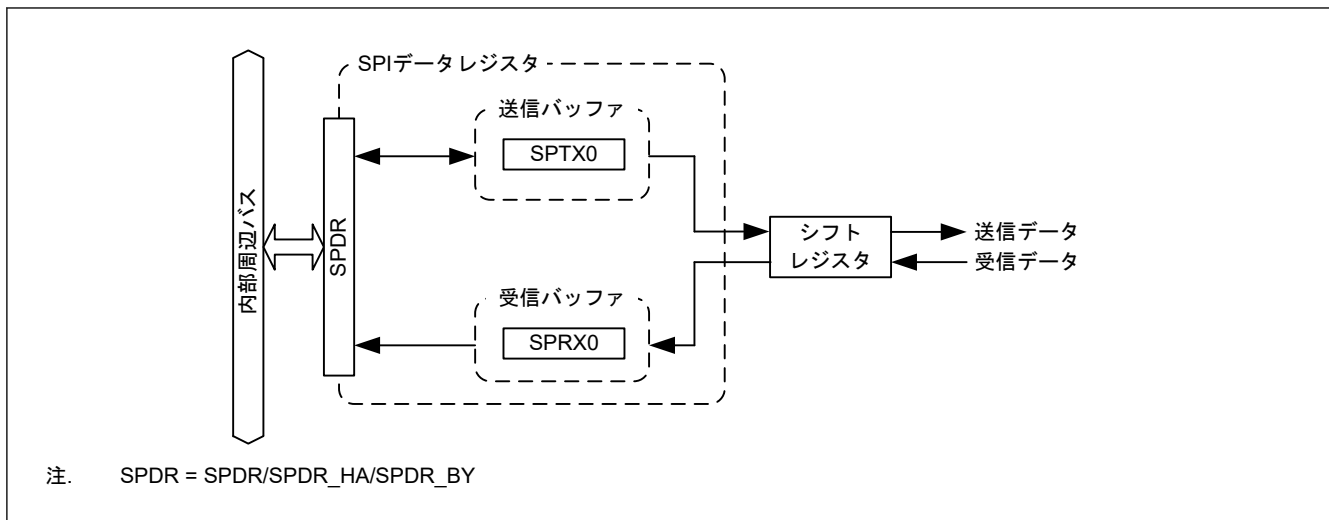 SPIデータレジスタ
送信バッファ
SPTX0
内部周辺バス
SPDR
シフト
レジスタ
送信データ
受信データ
受信バッファ
SPRX0
注. SPDR = SPDR/SPDR_HA/SPDR_BY